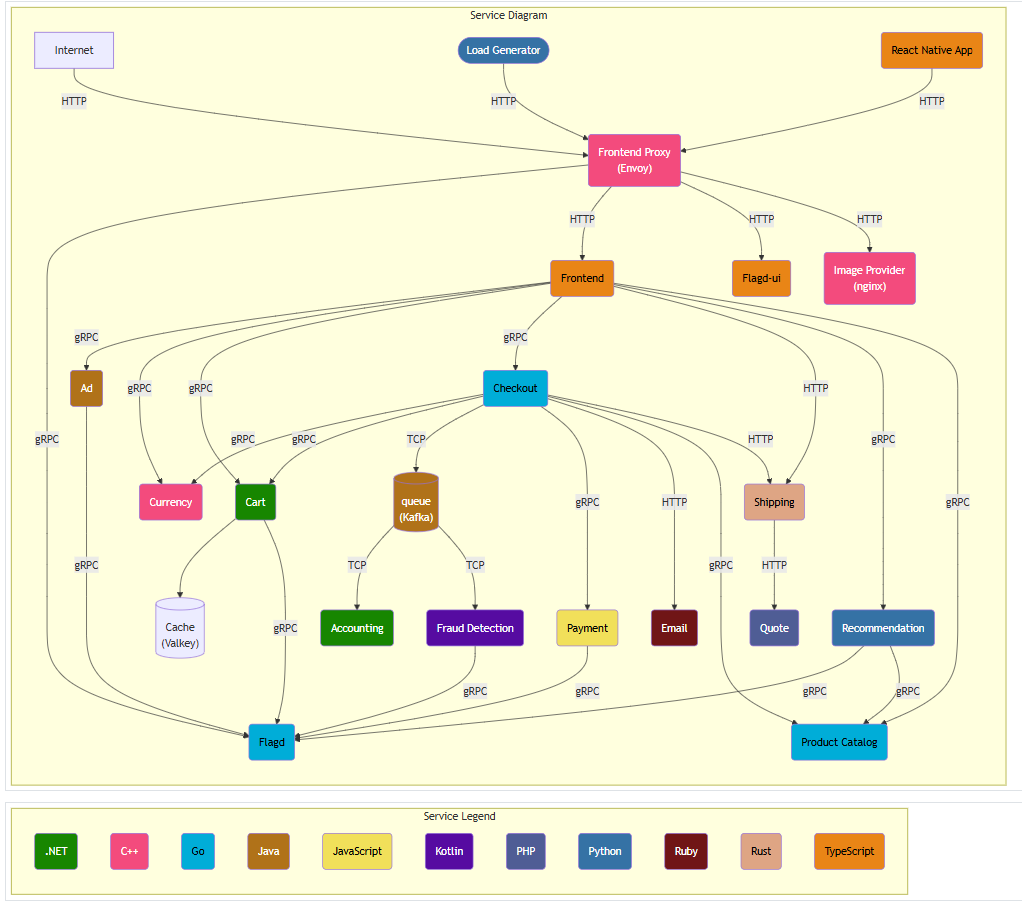 Service Diagram
Internet
Load Generator
React Native App
HTTP
HTTP
HTTP
Frontend Proxy
(Envoy)
HTTP
HTTP
HTTP
Frontend
Flagd-ui
Image Provider
(nginx)
gRPC
gRPC
Ad
gRPC
gRPC
Checkout
HTTP
gRPC
gRPC
gRPC
TCP
HTTP
gRPC
Currency
Cart
queue
(Kafka)
gRPC
HTTP
Shipping
gRPC
gRPC
TCP
TCP
gRPC
HTTP
Cache
(Valkey)
gRPC
Accounting
Fraud Detection
Payment
Email
Quote
Recommendation
gRPC
gRPC
gRPC
gRPC
Flagd
Product Catalog
Service Legend
.NET
C++
Go
Java
JavaScript
Kotlin
PHP
Python
Ruby
Rust
TypeScript